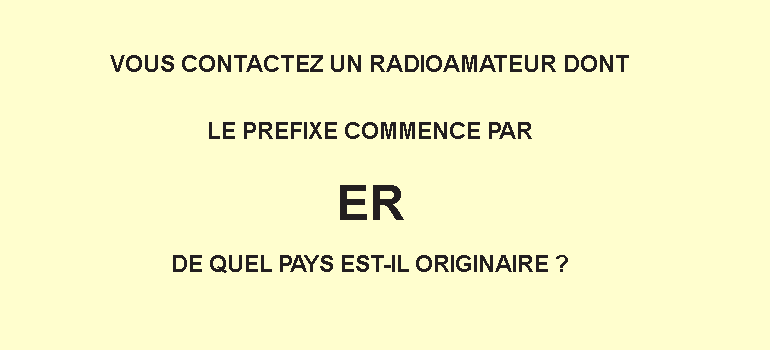 VOUS CONTACTEZ UN RADIOAMATEUR DONT
LE PREFIXE COMMENCE PAR
ER
DE QUEL PAYS EST-IL ORIGINAIRE ?